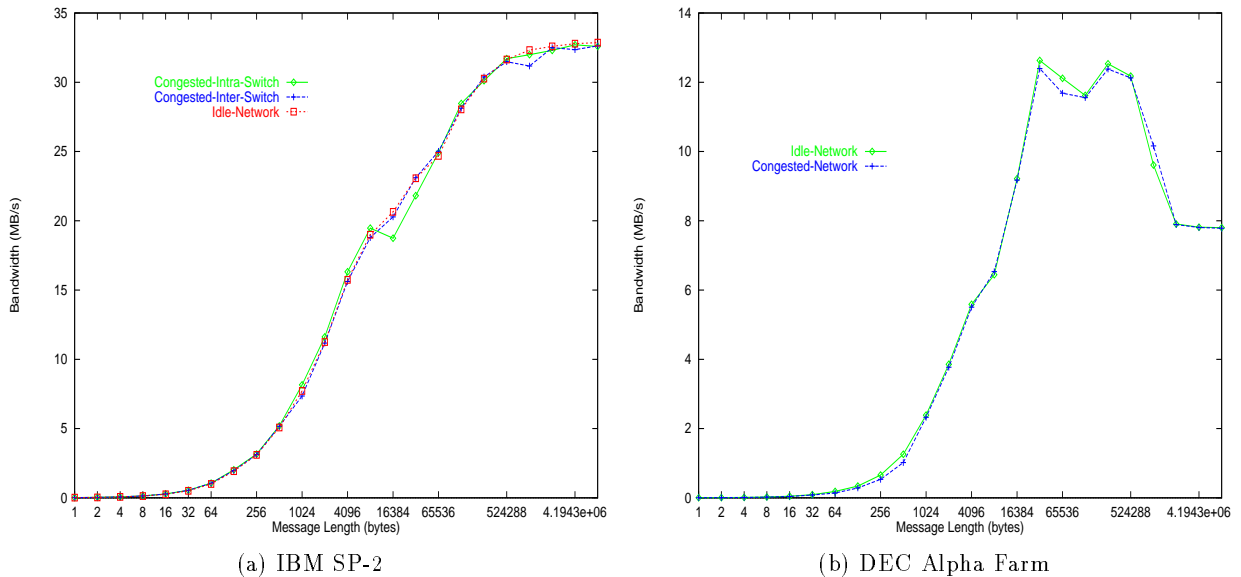 35
30
25
20
15
10
5
0
Bandwidth (MB/s)
Congested-Intra-Switch
Congested-Inter-Switch
Idle-Network
1 2 4 8 16 32 64 256 1024 4096 16384 65536 524288 4.1943e+06
Message Length (bytes)
(a) IBM SP-2
14
12
10
8
6
4
2
0
Bandwidth (MB/s)
Idle-Network
Congested-Network
1 2 4 8 16 32 64 256 1024 4096 16384 65536 524288 4.1943e+06
Message Length (bytes)
(b) DEC Alpha Farm